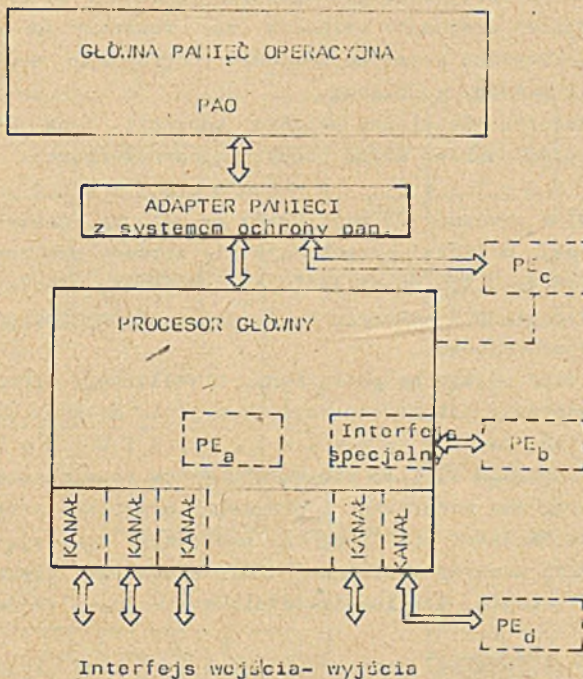 GŁÓWNA PAMIĘĆ OPERACYJNA
PAO
ADAPTER PAMIECI
z systemem ochrony pam.
PE_c
PROCESOR GŁÓWNY
PE_a
Interfejs
specjalny
PE_b
KANAŁ
KANAŁ
KANAŁ
KANAŁ
KANAŁ
PE_d
Interfejs wejścia- wyjścia